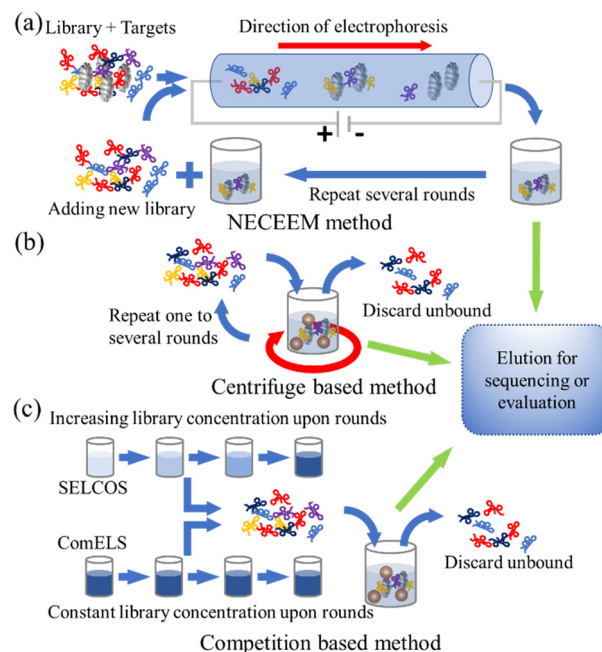 (a)
Library + Targets
Direction of electrophoresis
+ -
+
Adding new library
Repeat several rounds
NECEEM method
(b)
Repeat one to
several rounds
Discard unbound
Centrifuge based method
Elution for
sequencing or
evaluation
(c)
Increasing library concentration upon rounds
SELCOS
ComELS
Discard unbound
Constant library concentration upon rounds
Competition based method